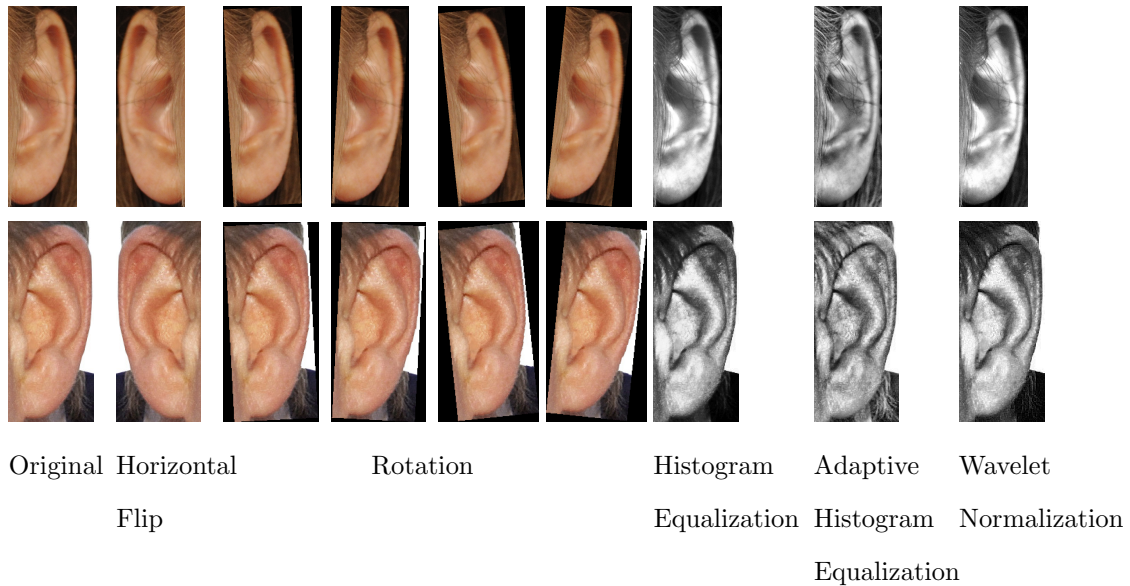 Original Horizontal Rotation Histogram Adaptive Wavelet
Flip Equalization Histogram Normalization
Equalization